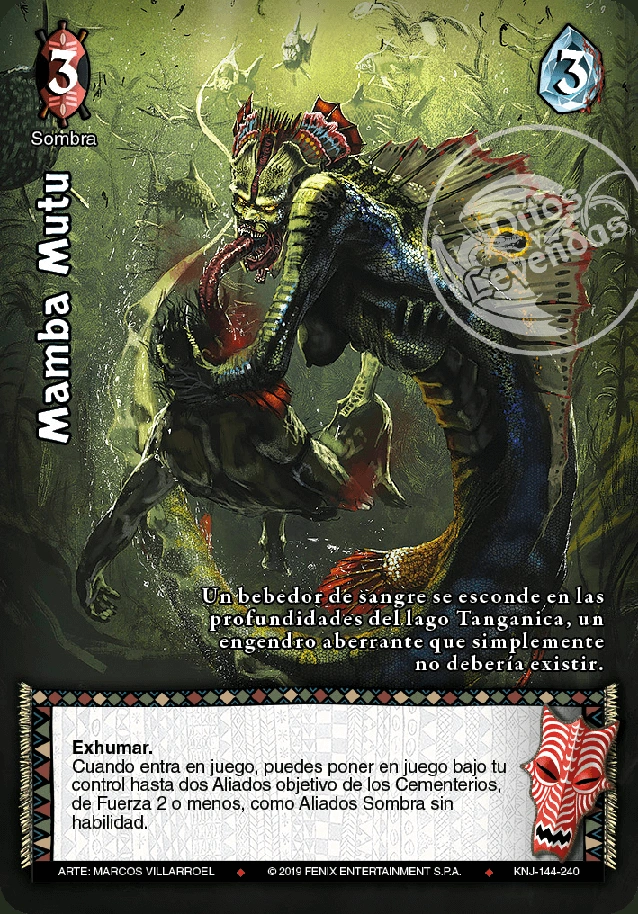 3
3
Sombra
Mamba Mutu
Mitos y Leyendas
Un bebedor de sangre se esconde en las
profundidades del lago Tanganica, un
engendro aberrante que simplemente
no debería existir.
Exhumar.
Cuando entra en juego, puedes poner en juego bajo tu
control hasta dos Aliados objetivo de los Cementerios,
de Fuerza 2 o menos, como Aliados Sombra sin
habilidad.
ARTE: MARCOS VILLARROEL ♦ © 2019 FENIX ENTERTAINMENT S.P.A. ♦ KNJ-144-240